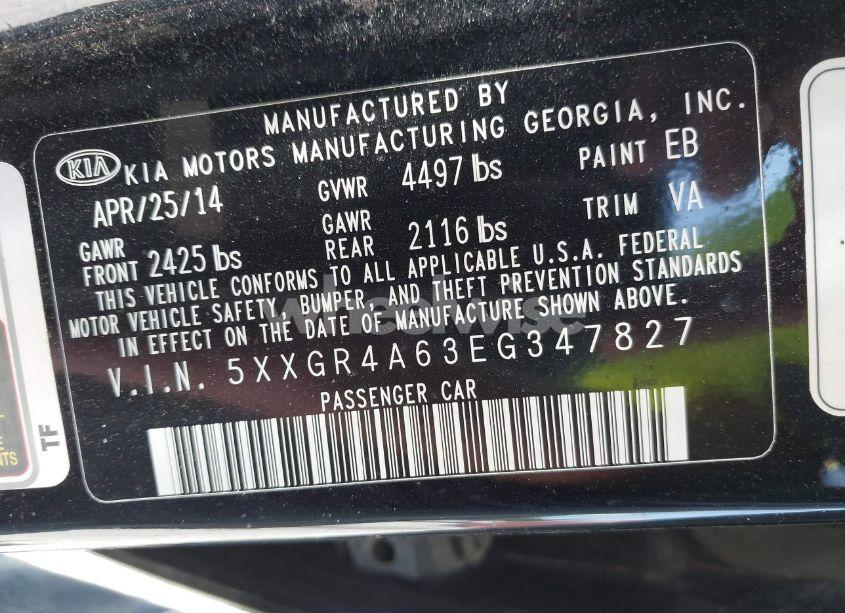 MANUFACTURED BY
KIA KIA MOTORS MANUFACTURING GEORGIA, INC.
APR/25/14 GVWR 4497 lbs PAINT EB
GAWR FRONT 2425 lbs GAWR REAR 2116 lbs TRIM VA
THIS VEHICLE CONFORMS TO ALL APPLICABLE U.S.A. FEDERAL
MOTOR VEHICLE SAFETY, BUMPER, AND THEFT PREVENTION STANDARDS
IN EFFECT ON THE DATE OF MANUFACTURE SHOWN ABOVE.
V.I.N. 5XXGR4A63EG347827
PASSENGER CAR
TF
wheelwise